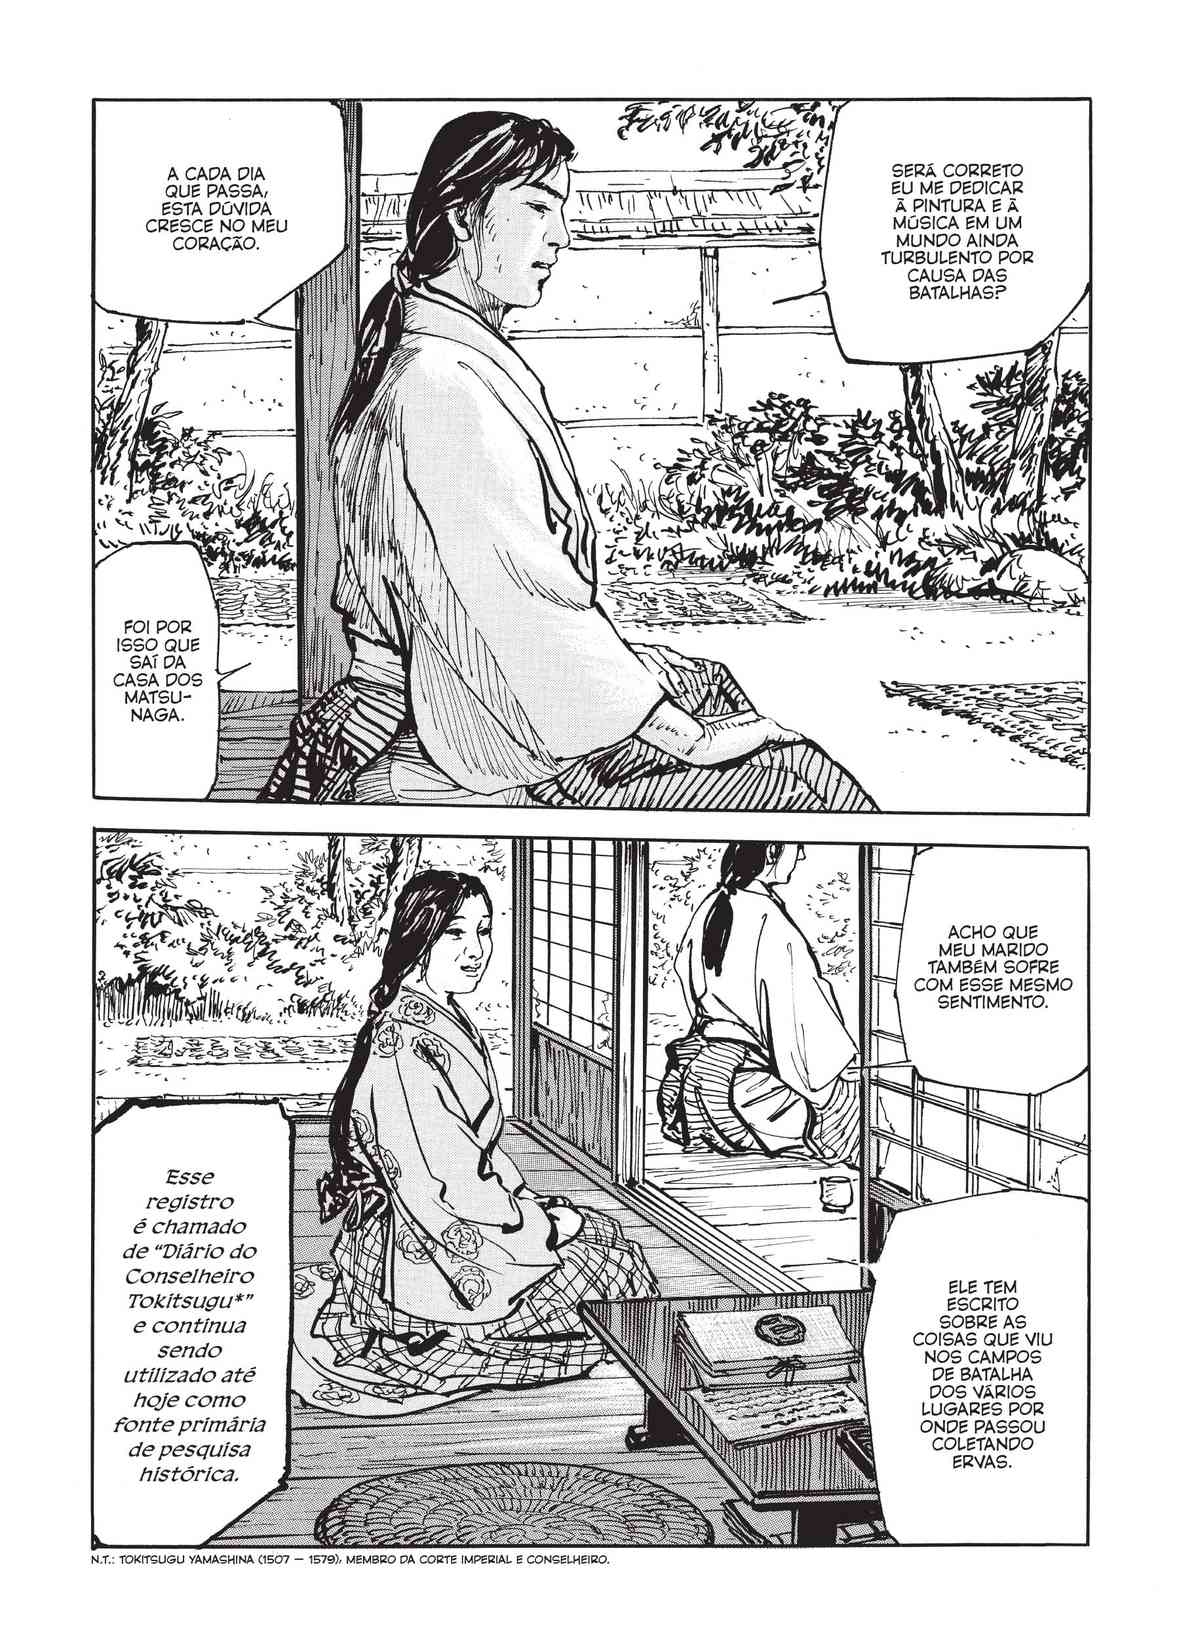 SERÁ CORRETO
EU ME DEDICAR
À PINTURA E À
MÚSICA EM UM
MUNDO AINDA
TURBULENTO POR
CAUSA DAS
BATALHAS?
A CADA DIA
QUE PASSA,
ESTA DÚVIDA
CRESCE NO MEU
CORAÇÃO.
FOI POR
ISSO QUE
SAÍ DA
CASA DOS
MATSU-
NAGA.
ACHO QUE
MEU MARIDO
TAMBÉM SOFRE
COM ESSE MESMO
SENTIMENTO.
ELE TEM
ESCRITO
SOBRE AS
COISAS QUE VIU
NOS CAMPOS
DE BATALHA
DOS VÁRIOS
LUGARES POR
ONDE PASSOU
COLETANDO
ERVAS.
Esse
registro
é chamado
de “Diário do
Conselheiro
Tokitsugu*”
e continua
sendo
utilizado até
hoje como
fonte primária
de pesquisa
histórica.
N.T.: TOKITSUGU YAMASHINA (1507 – 1579), MEMBRO DA CORTE IMPERIAL E CONSELHEIRO.